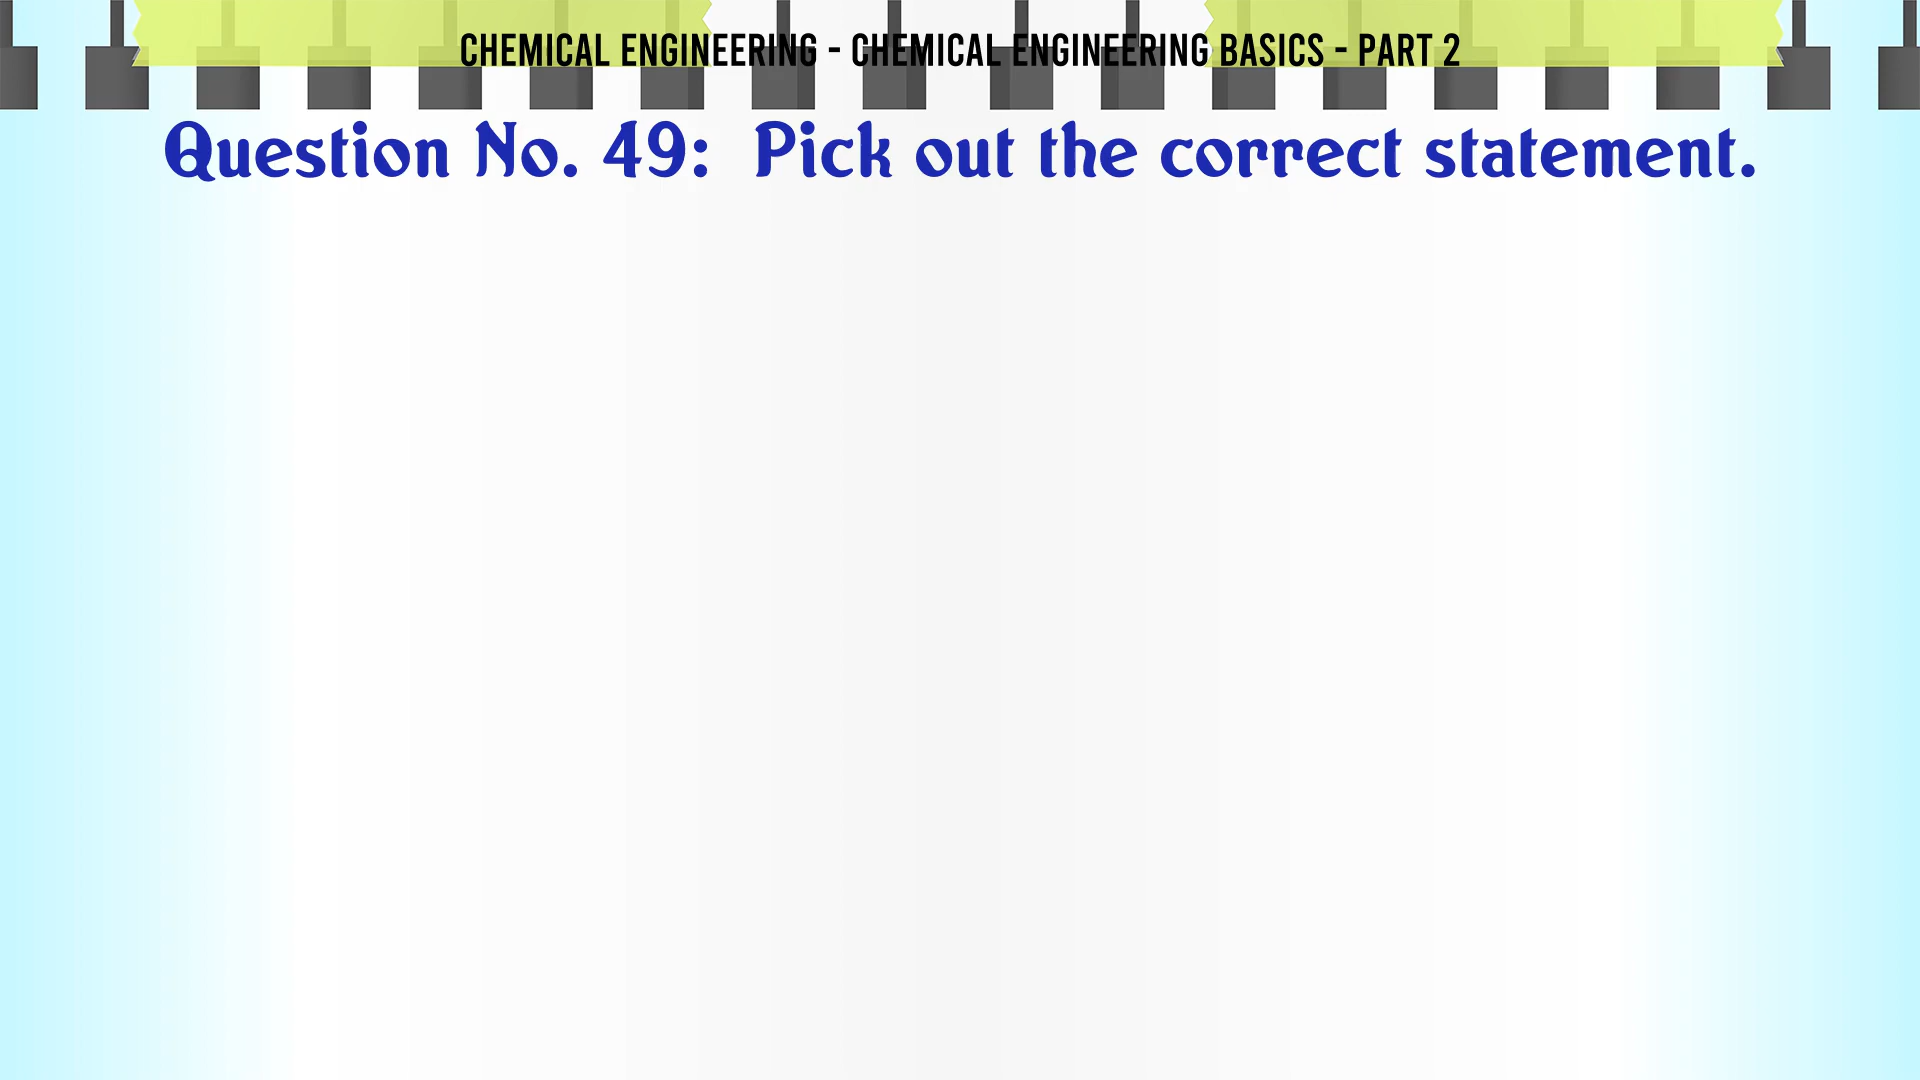 CHEMICAL ENGINEERING - CHEMICAL ENGINEERING BASICS - PART 2
Question No. 49: Pick out the correct statement.